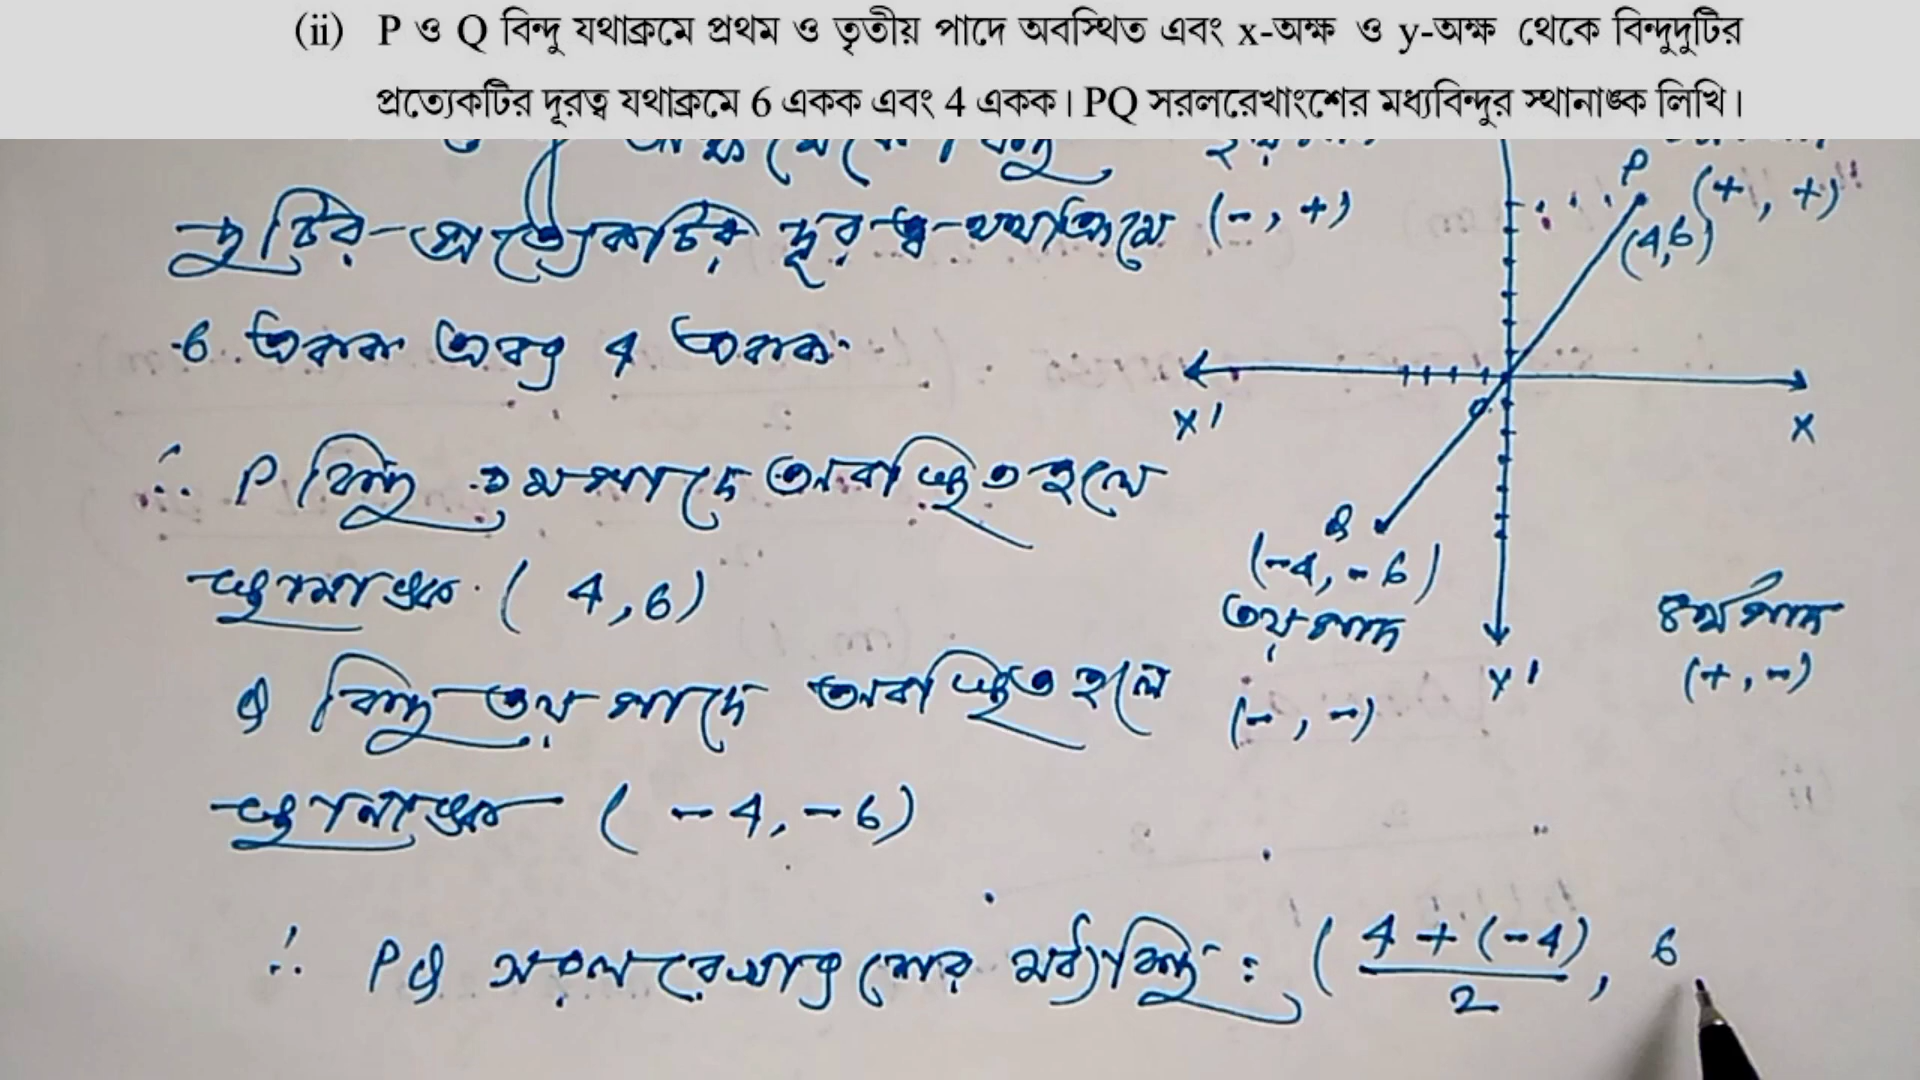 (ii) P ও Q বিন্দু যথাক্রমে প্রথম ও তৃতীয় পাদে অবস্থিত এবং x-অক্ষ ও y-অক্ষ থেকে বিন্দুদুটির
প্রত্যেকটির দূরত্ব যথাক্রমে 6 একক এবং 4 একক। PQ সরলরেখাংশের মধ্যবিন্দুর স্থানাঙ্ক লিখি।
দুটির প্রত্যেকটির দূরত্ব যথাক্রমে
6 একক এবং 4 একক
∴ P বিন্দু ১ম পাদে অবস্থিত হলে
স্থানাঙ্ক (4,6)
Q বিন্দু ৩য় পাদে অবস্থিত হলে
স্থানাঙ্ক (-4,-6)
∴ PQ সরলরেখাংশের মধ্যবিন্দু : ( 4+(-4) / 2 , 6
(-,+)
P (+,+)
(4,6)
X'
O
X
Q
(-4,-6)
৩য় পাদ
(-,-)
Y'
৪র্থ পাদ
(+,-)